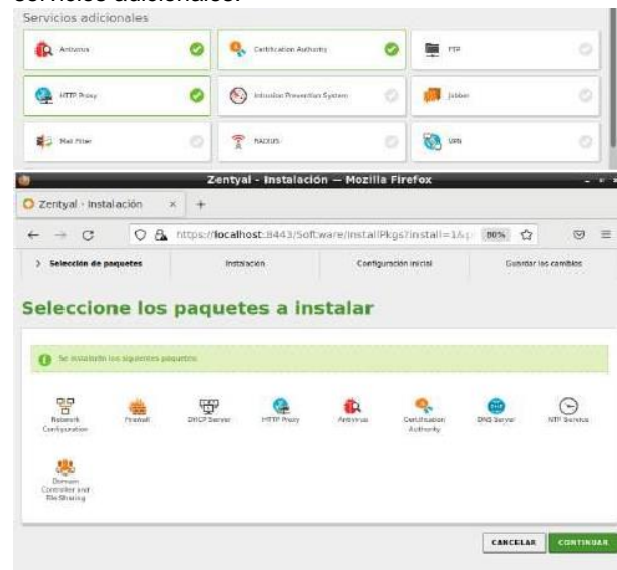 servicios adicionales.
Servicios adicionales
Antivirus
Certification Authority
FTP
HTTP Proxy
Intrusion Prevention System
Jabber
Mail Filter
RADIUS
VPN
Zentyal - Instalación — Mozilla Firefox
Zentyal - Instalación × +
https://localhost:8443/Software/InstallPkgs?install=1&p 80%
> Selección de paquetes
Instalación
Configuración inicial
Guardar los cambios
Seleccione los paquetes a instalar
Se instalarán los siguientes paquetes
Network Configuration
Firewall
DHCP Server
HTTP Proxy
Antivirus
Certification Authority
DNS Server
NTP Service
Domain
Controller and
File Sharing
CANCELAR
CONTINUAR